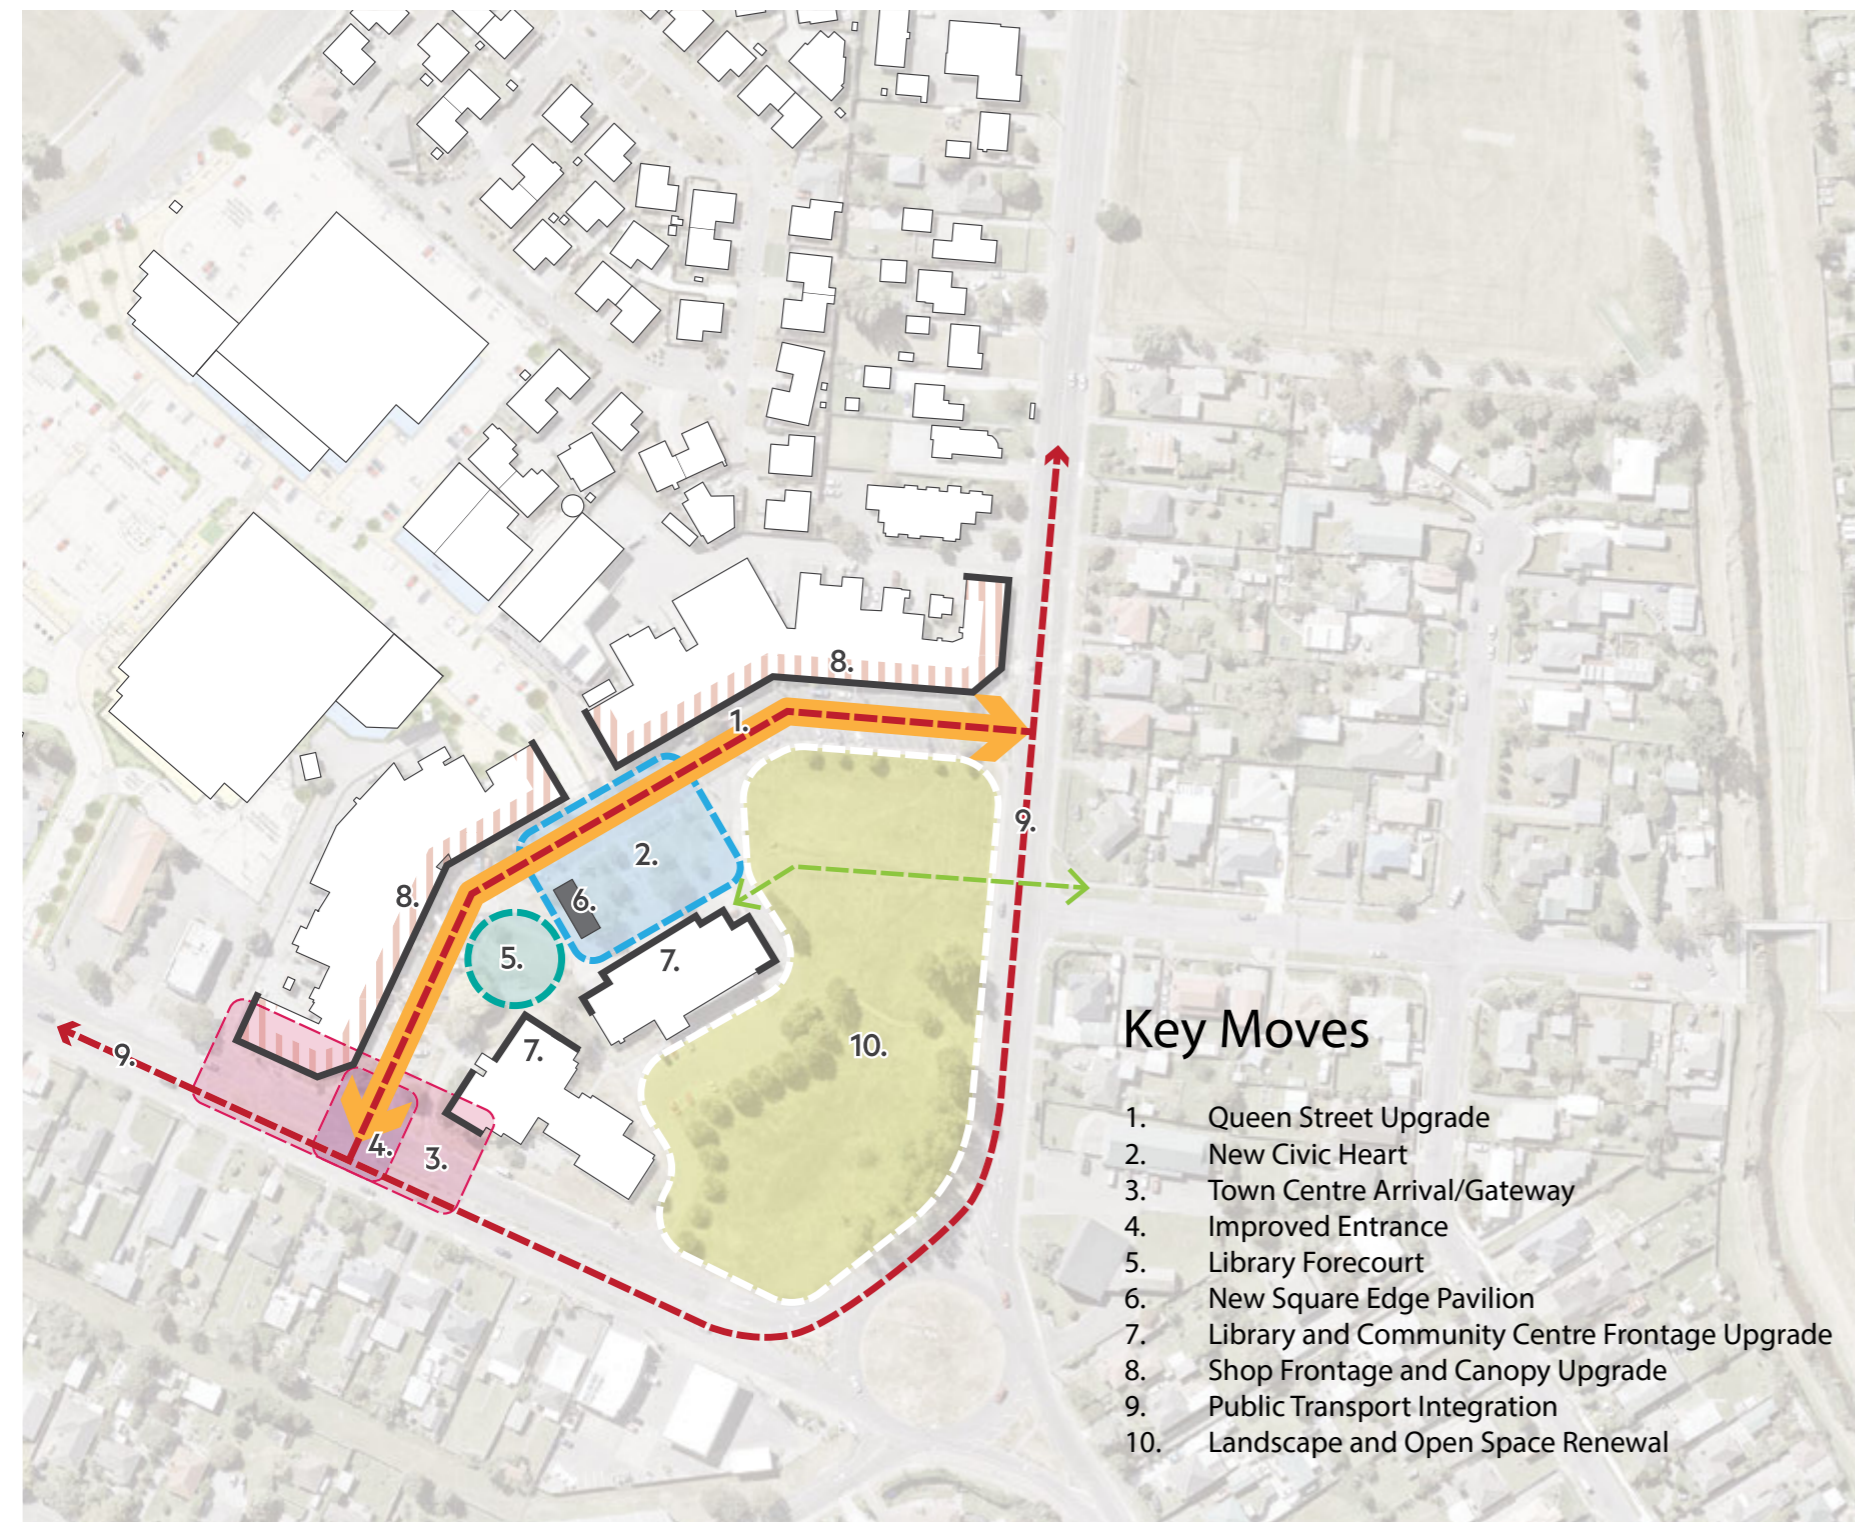 8.
1.
2.
9.
8.
6.
5.
7.
10.
7.
9.
4.
3.
Key Moves
1. Queen Street Upgrade
2. New Civic Heart
3. Town Centre Arrival/Gateway
4. Improved Entrance
5. Library Forecourt
6. New Square Edge Pavilion
7. Library and Community Centre Frontage Upgrade
8. Shop Frontage and Canopy Upgrade
9. Public Transport Integration
10. Landscape and Open Space Renewal